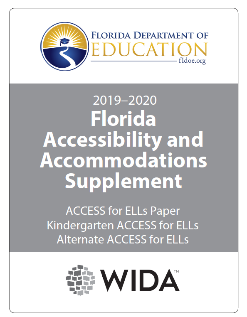 FLORIDA DEPARTMENT OF
EDUCATION
fldoe.org
2019–2020
Florida
Accessibility and
Accommodations
Supplement
ACCESS for ELLs Paper
Kindergarten ACCESS for ELLs
Alternate ACCESS for ELLs
WIDA™